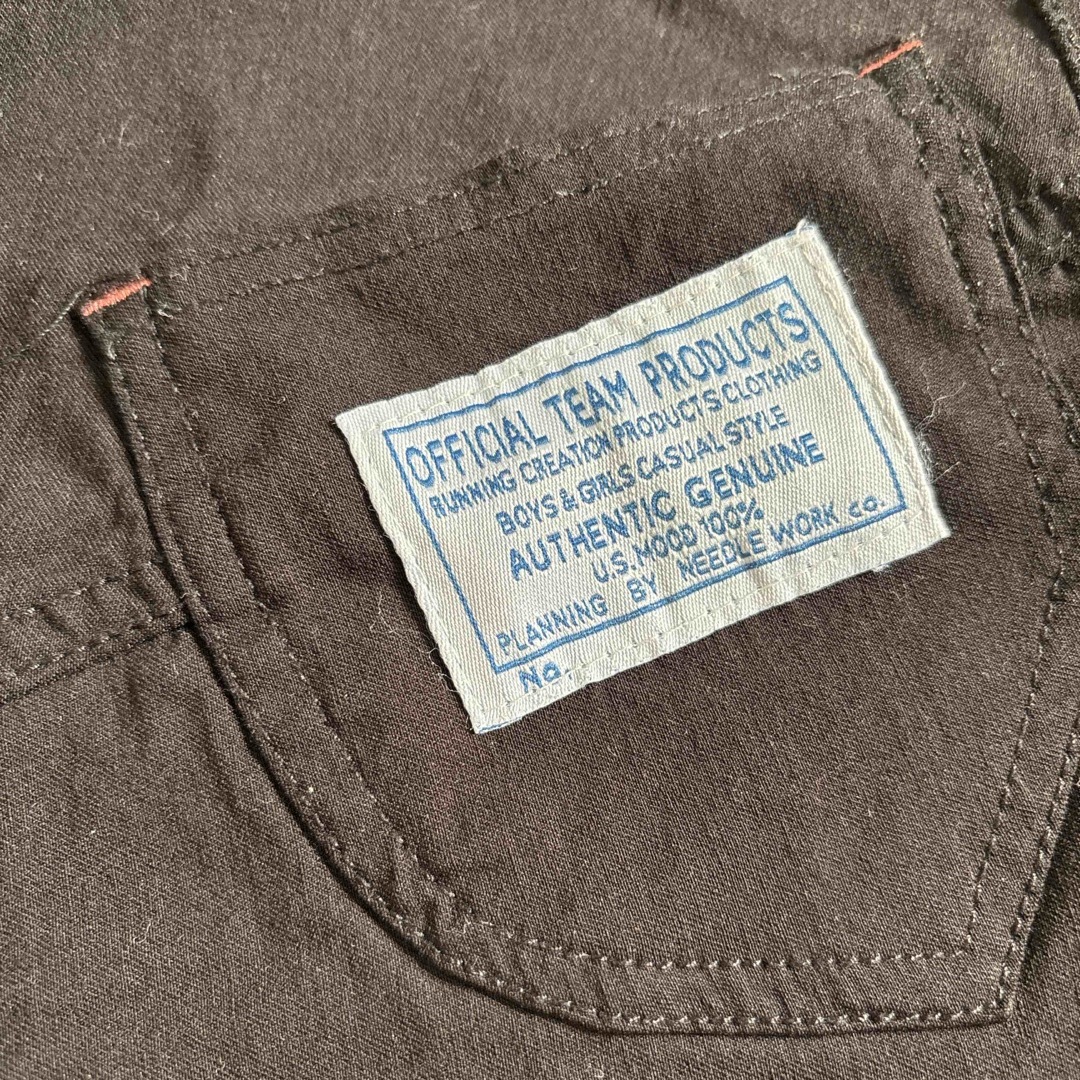 OFFICIAL TEAM PRODUCTS
RUNNING CREATION PRODUCTS CLOTHING
BOYS & GIRLS CASUAL STYLE
AUTHENTIC GENUINE
U.S. MOOD 100%
PLANNING BY NEEDLE WORK co.
No.